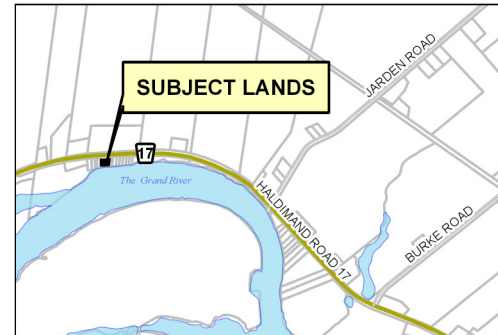 JARDEN ROAD
SUBJECT LANDS
17
The Grand River
HALDIMAND ROAD 17
BURKE ROAD